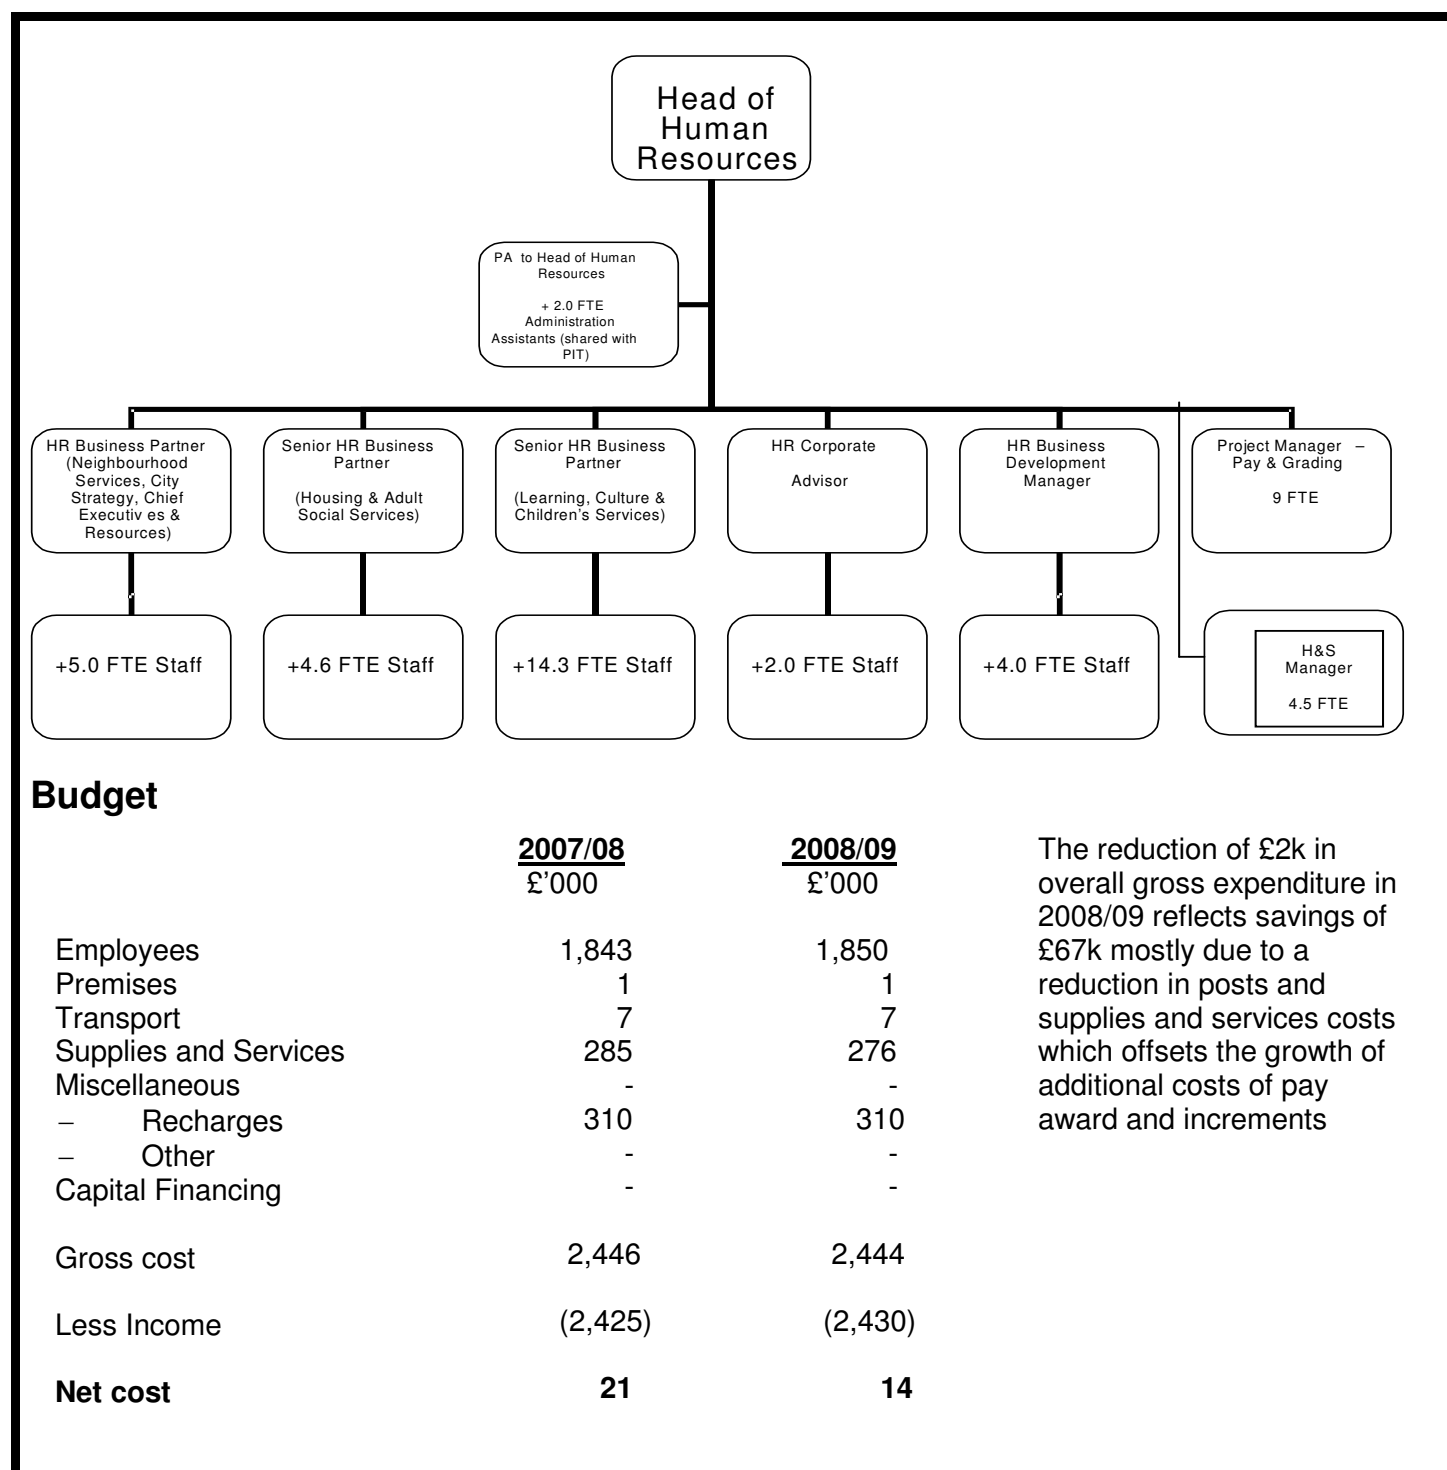 Head of
Human
Resources
PA to Head of Human
Resources
+ 2.0 FTE
Administration
Assistants (shared with
PIT)
HR Business Partner
(Neighbourhood
Services, City
Strategy, Chief
Executiv es &
Resources)
Senior HR Business
Partner
(Housing & Adult
Social Services)
Senior HR Business
Partner
(Learning, Culture &
Children’s Services)
HR Corporate
Advisor
HR Business
Development
Manager
Project Manager –
Pay & Grading
9 FTE
+5.0 FTE Staff
+4.6 FTE Staff
+14.3 FTE Staff
+2.0 FTE Staff
+4.0 FTE Staff
H&S
Manager
4.5 FTE
Budget
2007/08 2008/09
£’000 £’000
Employees 1,843 1,850
Premises 1 1
Transport 7 7
Supplies and Services 285 276
Miscellaneous - -
– Recharges 310 310
– Other - -
Capital Financing - -
Gross cost 2,446 2,444
Less Income (2,425) (2,430)
Net cost 21 14
The reduction of £2k in
overall gross expenditure in
2008/09 reflects savings of
£67k mostly due to a
reduction in posts and
supplies and services costs
which offsets the growth of
additional costs of pay
award and increments